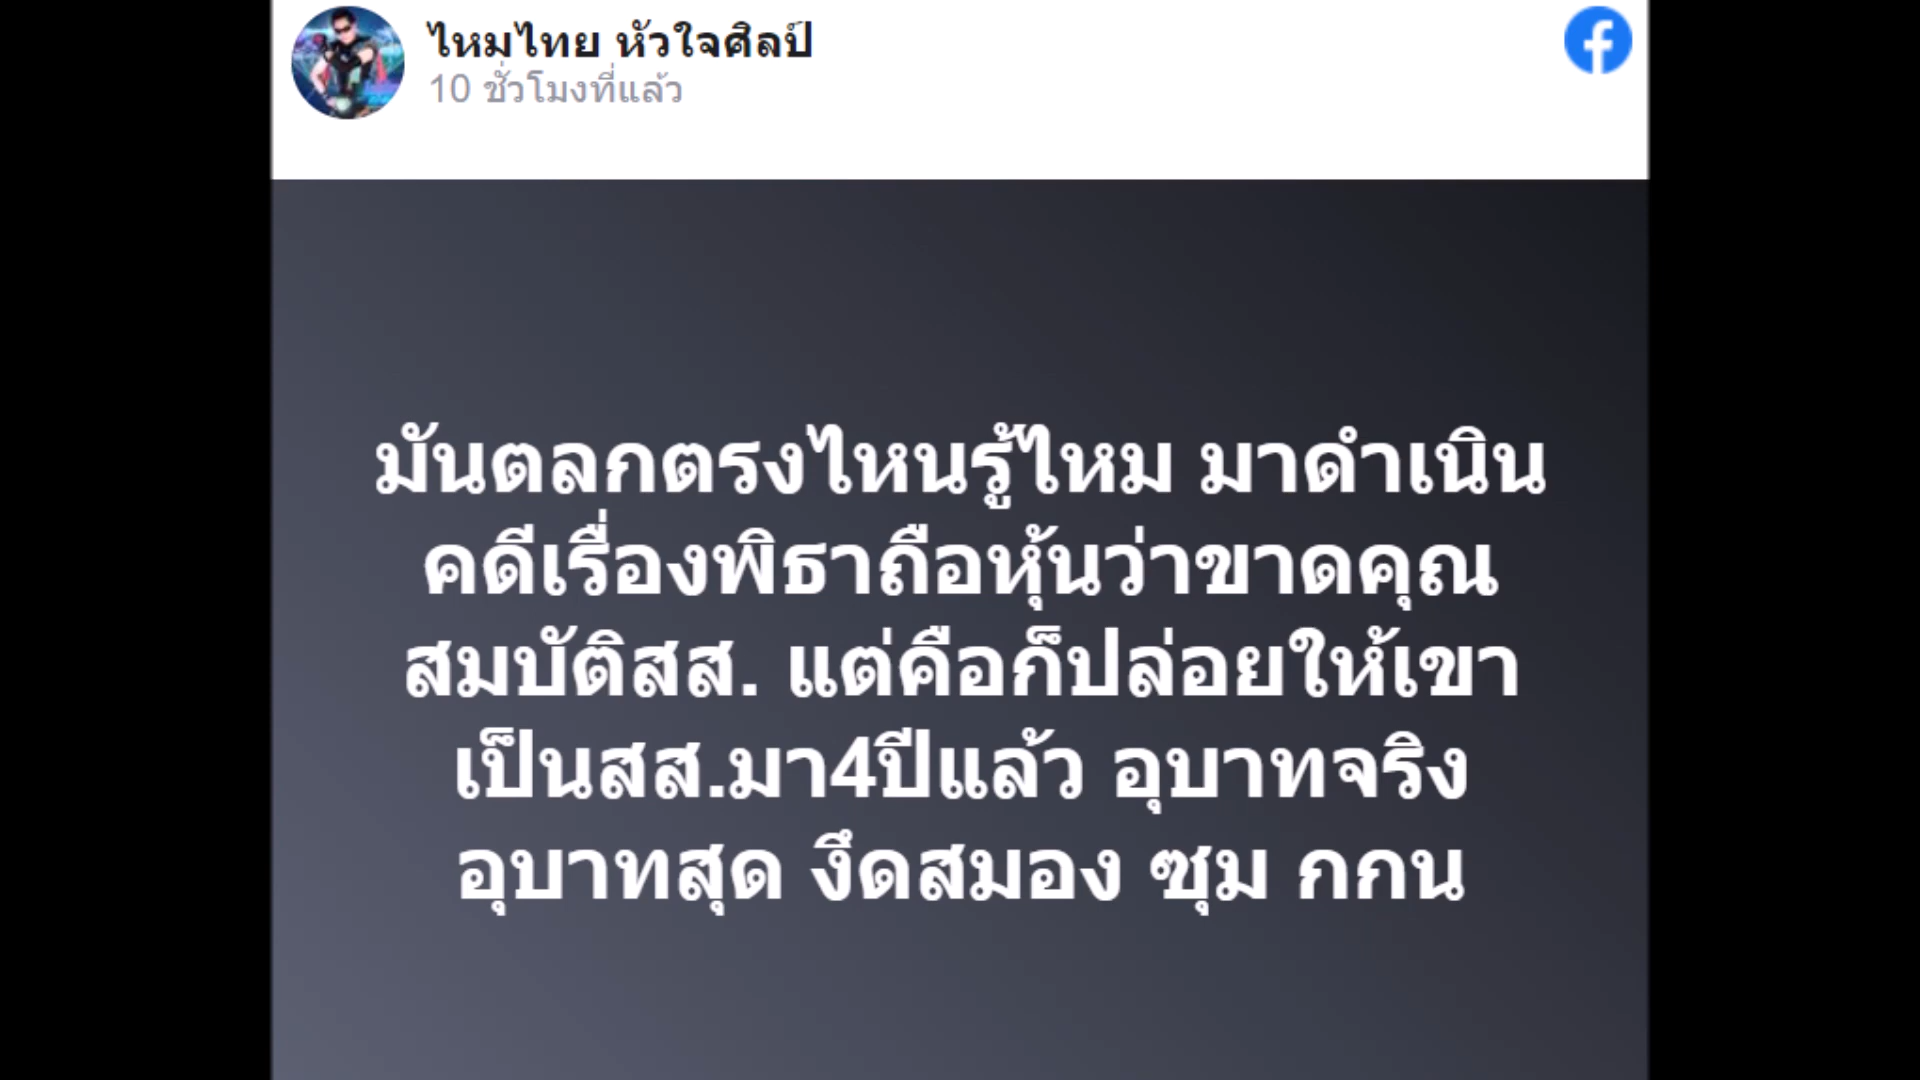 ไหมไทย หัวใจศิลป์
10 ชั่วโมงที่แล้ว
มันตลกตรงไหนรู้ไหม มาดำเนิน
คดีเรื่องพิธาถือหุ้นว่าขาดคุณ
สมบัติสส. แต่คือก็ปล่อยให้เขา
เป็นสส.มา4ปีแล้ว อุบาทจริง
อุบาทสุด งึดสมอง ซุม กกน